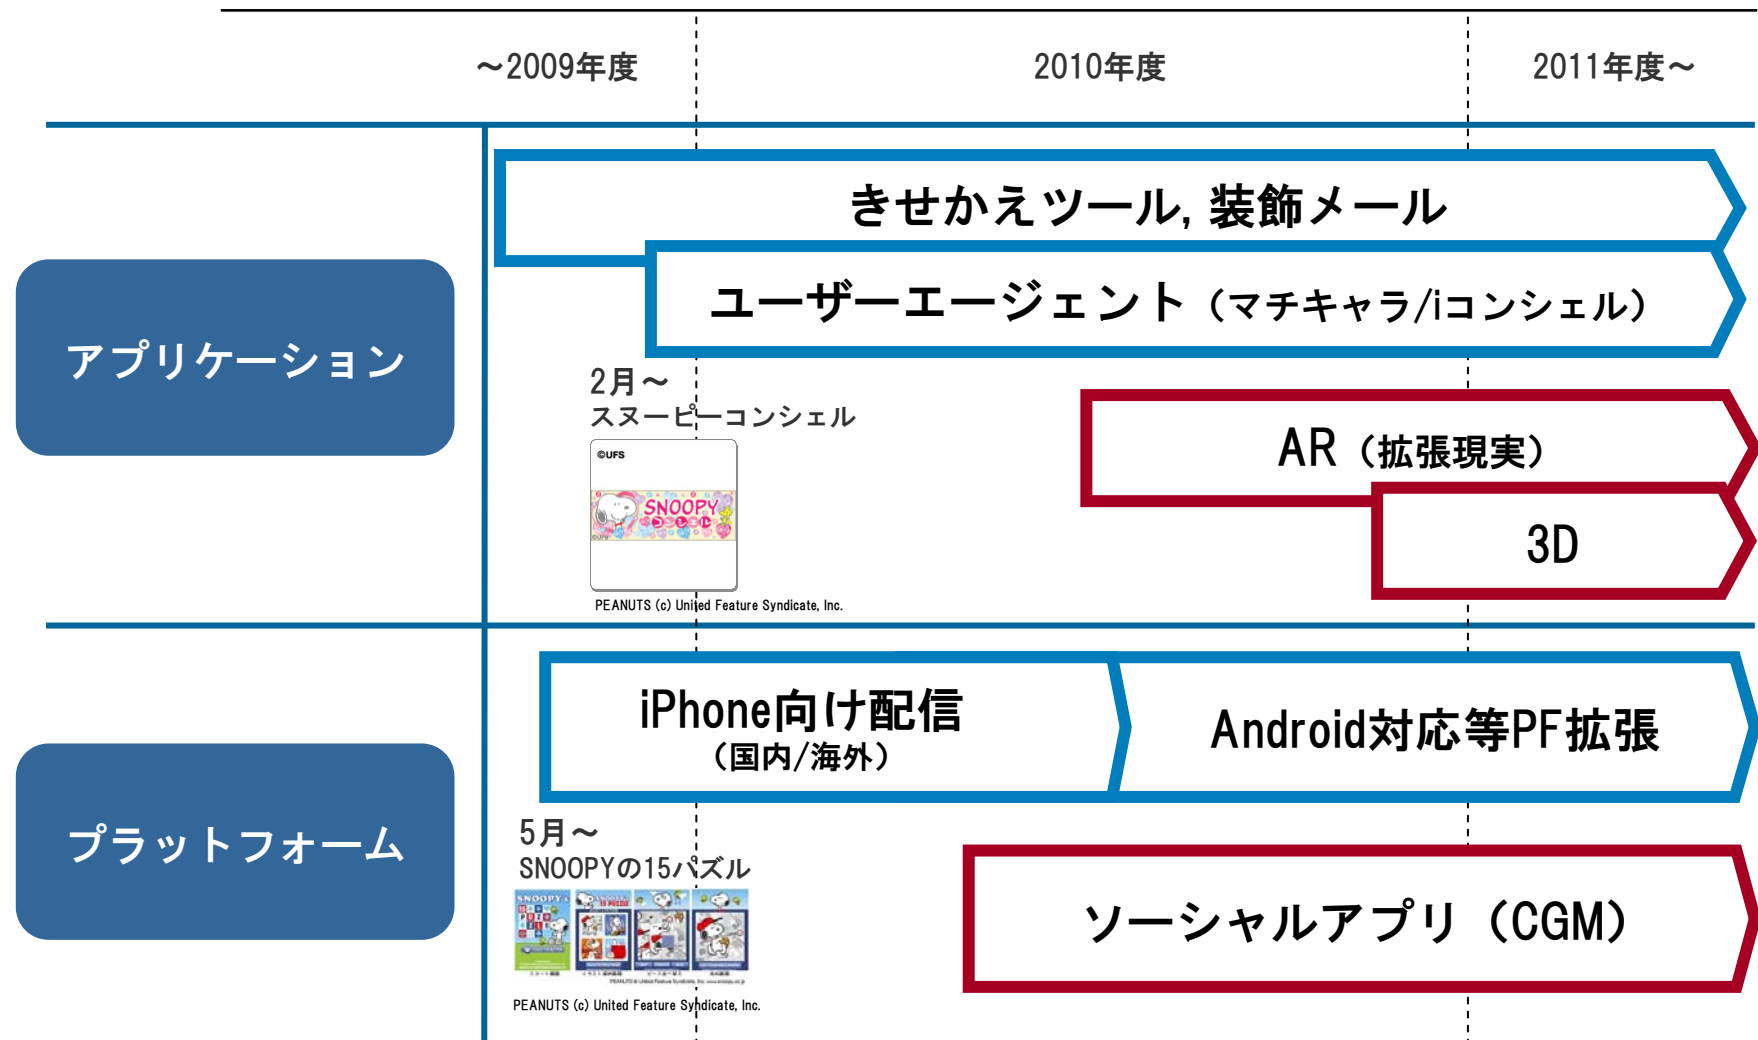 ～2009年度
2010年度
2011年度～
アプリケーション
きせかえツール, 装飾メール
ユーザーエージェント（マチキャラ/iコンシェル）
2月～
スヌーピーコンシェル
©UFS
SNOOPY
コンシェル
©UFS
PEANUTS (c) United Feature Syndicate, Inc.
AR（拡張現実）
3D
プラットフォーム
iPhone向け配信
（国内/海外）
Android対応等PF拡張
5月～
SNOOPYの15パズル
PEANUTS (c) United Feature Syndicate, Inc.
ソーシャルアプリ（CGM）